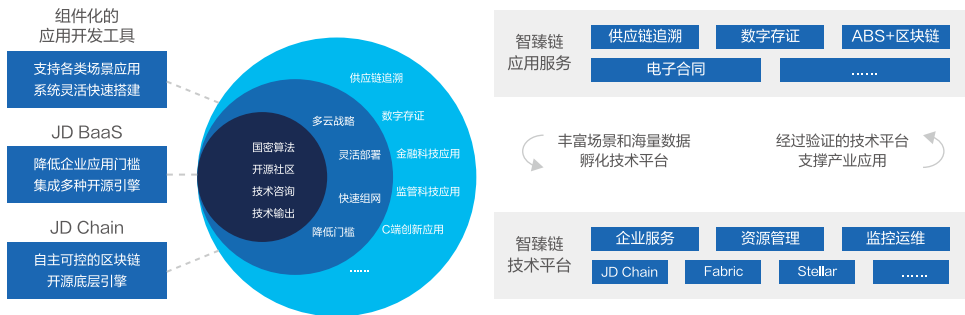 组件化的
应用开发工具
支持各类场景应用
系统灵活快速搭建
JD BaaS
降低企业应用门槛
集成多种开源引擎
JD Chain
自主可控的区块链
开源底层引擎
国密算法
开源社区
技术咨询
技术输出
多云战略
灵活部署
快速组网
降低门槛
供应链追溯
数字存证
金融科技应用
监管科技应用
C端创新应用
......
智臻链
应用服务
供应链追溯
数字存证
ABS+区块链
电子合同
......
丰富场景和海量数据
孵化技术平台
经过验证的技术平台
支撑产业应用
智臻链
技术平台
企业服务
资源管理
监控运维
JD Chain
Fabric
Stellar
......